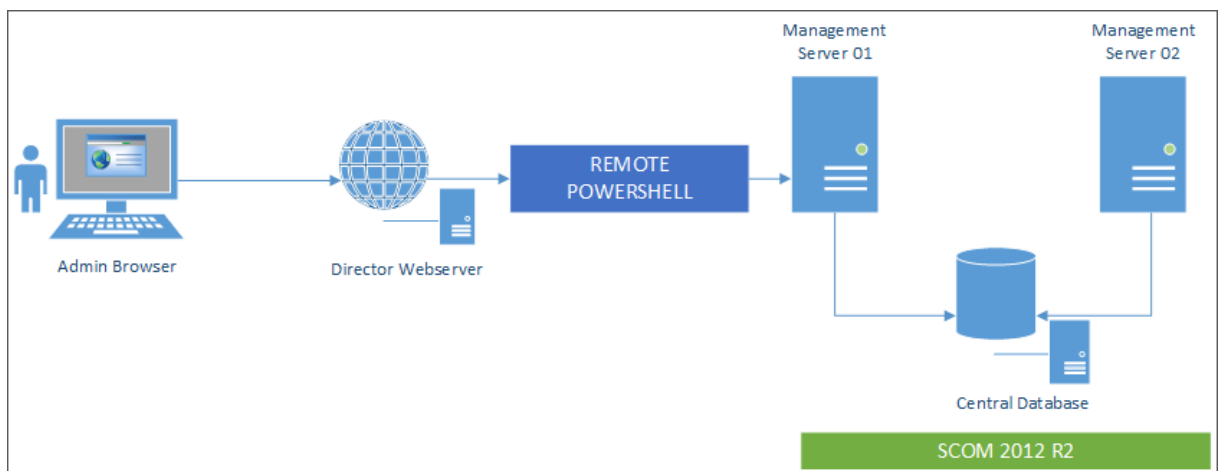 Management
Server 01
Management
Server 02
REMOTE
POWERSHELL
Admin Browser
Director Webserver
Central Database
SCOM 2012 R2